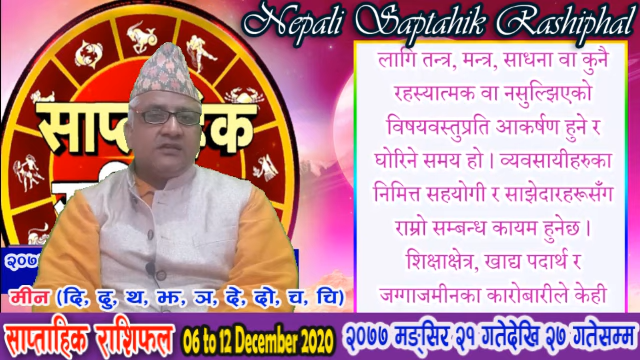 Nepali Saptahik Rashiphal
साप्ताहिक
२०७७
लागि तन्त्र, मन्त्र, साधना वा कुनै
रहस्यात्मक वा नसुल्झिएको
विषयवस्तुप्रति आकर्षण हुने र
घोरिने समय हो । व्यवसायीहरुका
निमित्त सहयोगी र साझेदारहरूसँग
राम्रो सम्बन्ध कायम हुनेछ ।
शिक्षाक्षेत्र, खाद्य पदार्थ र
जग्गाजमीनका कारोबारीले केही
मीन (दि, दु, थ, झ, ञ, दे, दो, च, चि)
साप्ताहिक राशिफल 06 to 12 December 2020 २०७७ मङ्सिर २१ गतेदेखि २७ गतेसम्म